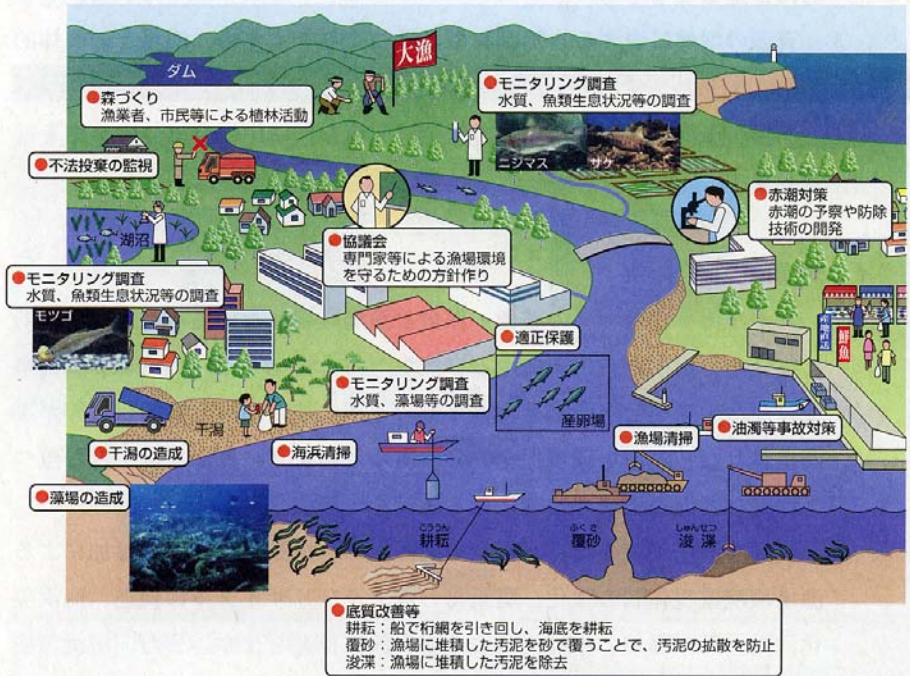 ダム
大漁
●森づくり
漁業者、市民等による植林活動
●モニタリング調査
水質、魚類生息状況等の調査
ニジマス
サケ
●不法投棄の監視
●赤潮対策
赤潮の予察や防除
技術の開発
湖沼
●協議会
専門家等による漁場環境
を守るための方針作り
●モニタリング調査
水質、魚類生息状況等の調査
モツゴ
産地直送
鮮魚
●適正保護
●モニタリング調査
水質、藻場等の調査
産卵場
干潟
●干潟の造成
●海浜清掃
●漁場清掃
●油濁等事故対策
●藻場の造成
こううん
耕耘
ふくさ
覆砂
しゅんせつ
浚渫
●底質改善等
耕耘:船で桁網を引き回し、海底を耕耘
覆砂:漁場に堆積した汚泥を砂で覆うことで、汚泥の拡散を防止
浚渫:漁場に堆積した汚泥を除去